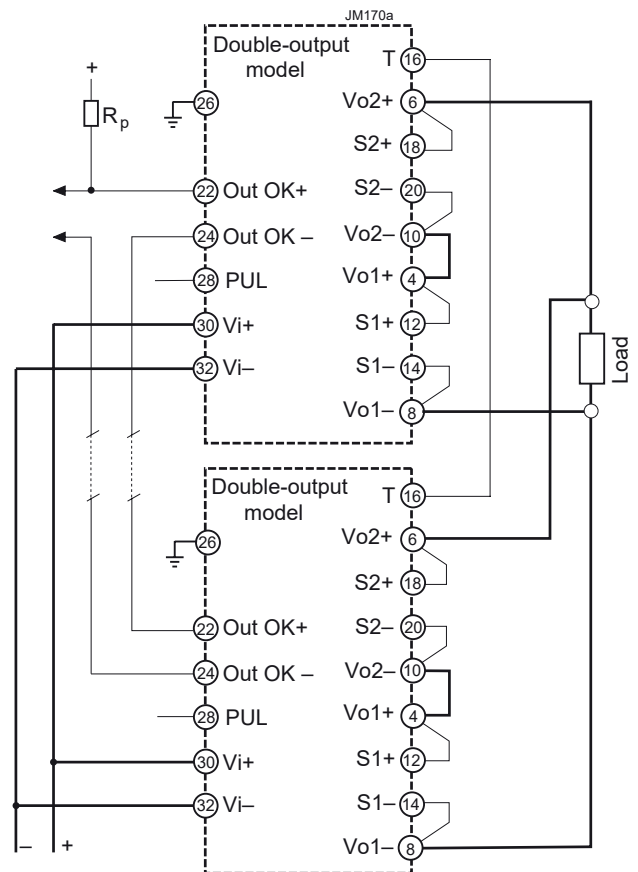 JM170a
Double-output
model
T 16
+
Vo2+ 6
26
Rp
S2+ 18
22 Out OK+
S2– 20
24 Out OK –
Vo2– 10
28 PUL
Vo1+ 4
30 Vi+
S1+ 12
32 Vi–
S1– 14
Load
Vo1– 8
Double-output
model
T 16
26
Vo2+ 6
S2+ 18
22 Out OK+
S2– 20
24 Out OK –
Vo2– 10
28 PUL
Vo1+ 4
30 Vi+
S1+ 12
32 Vi–
S1– 14
– +
Vo1– 8